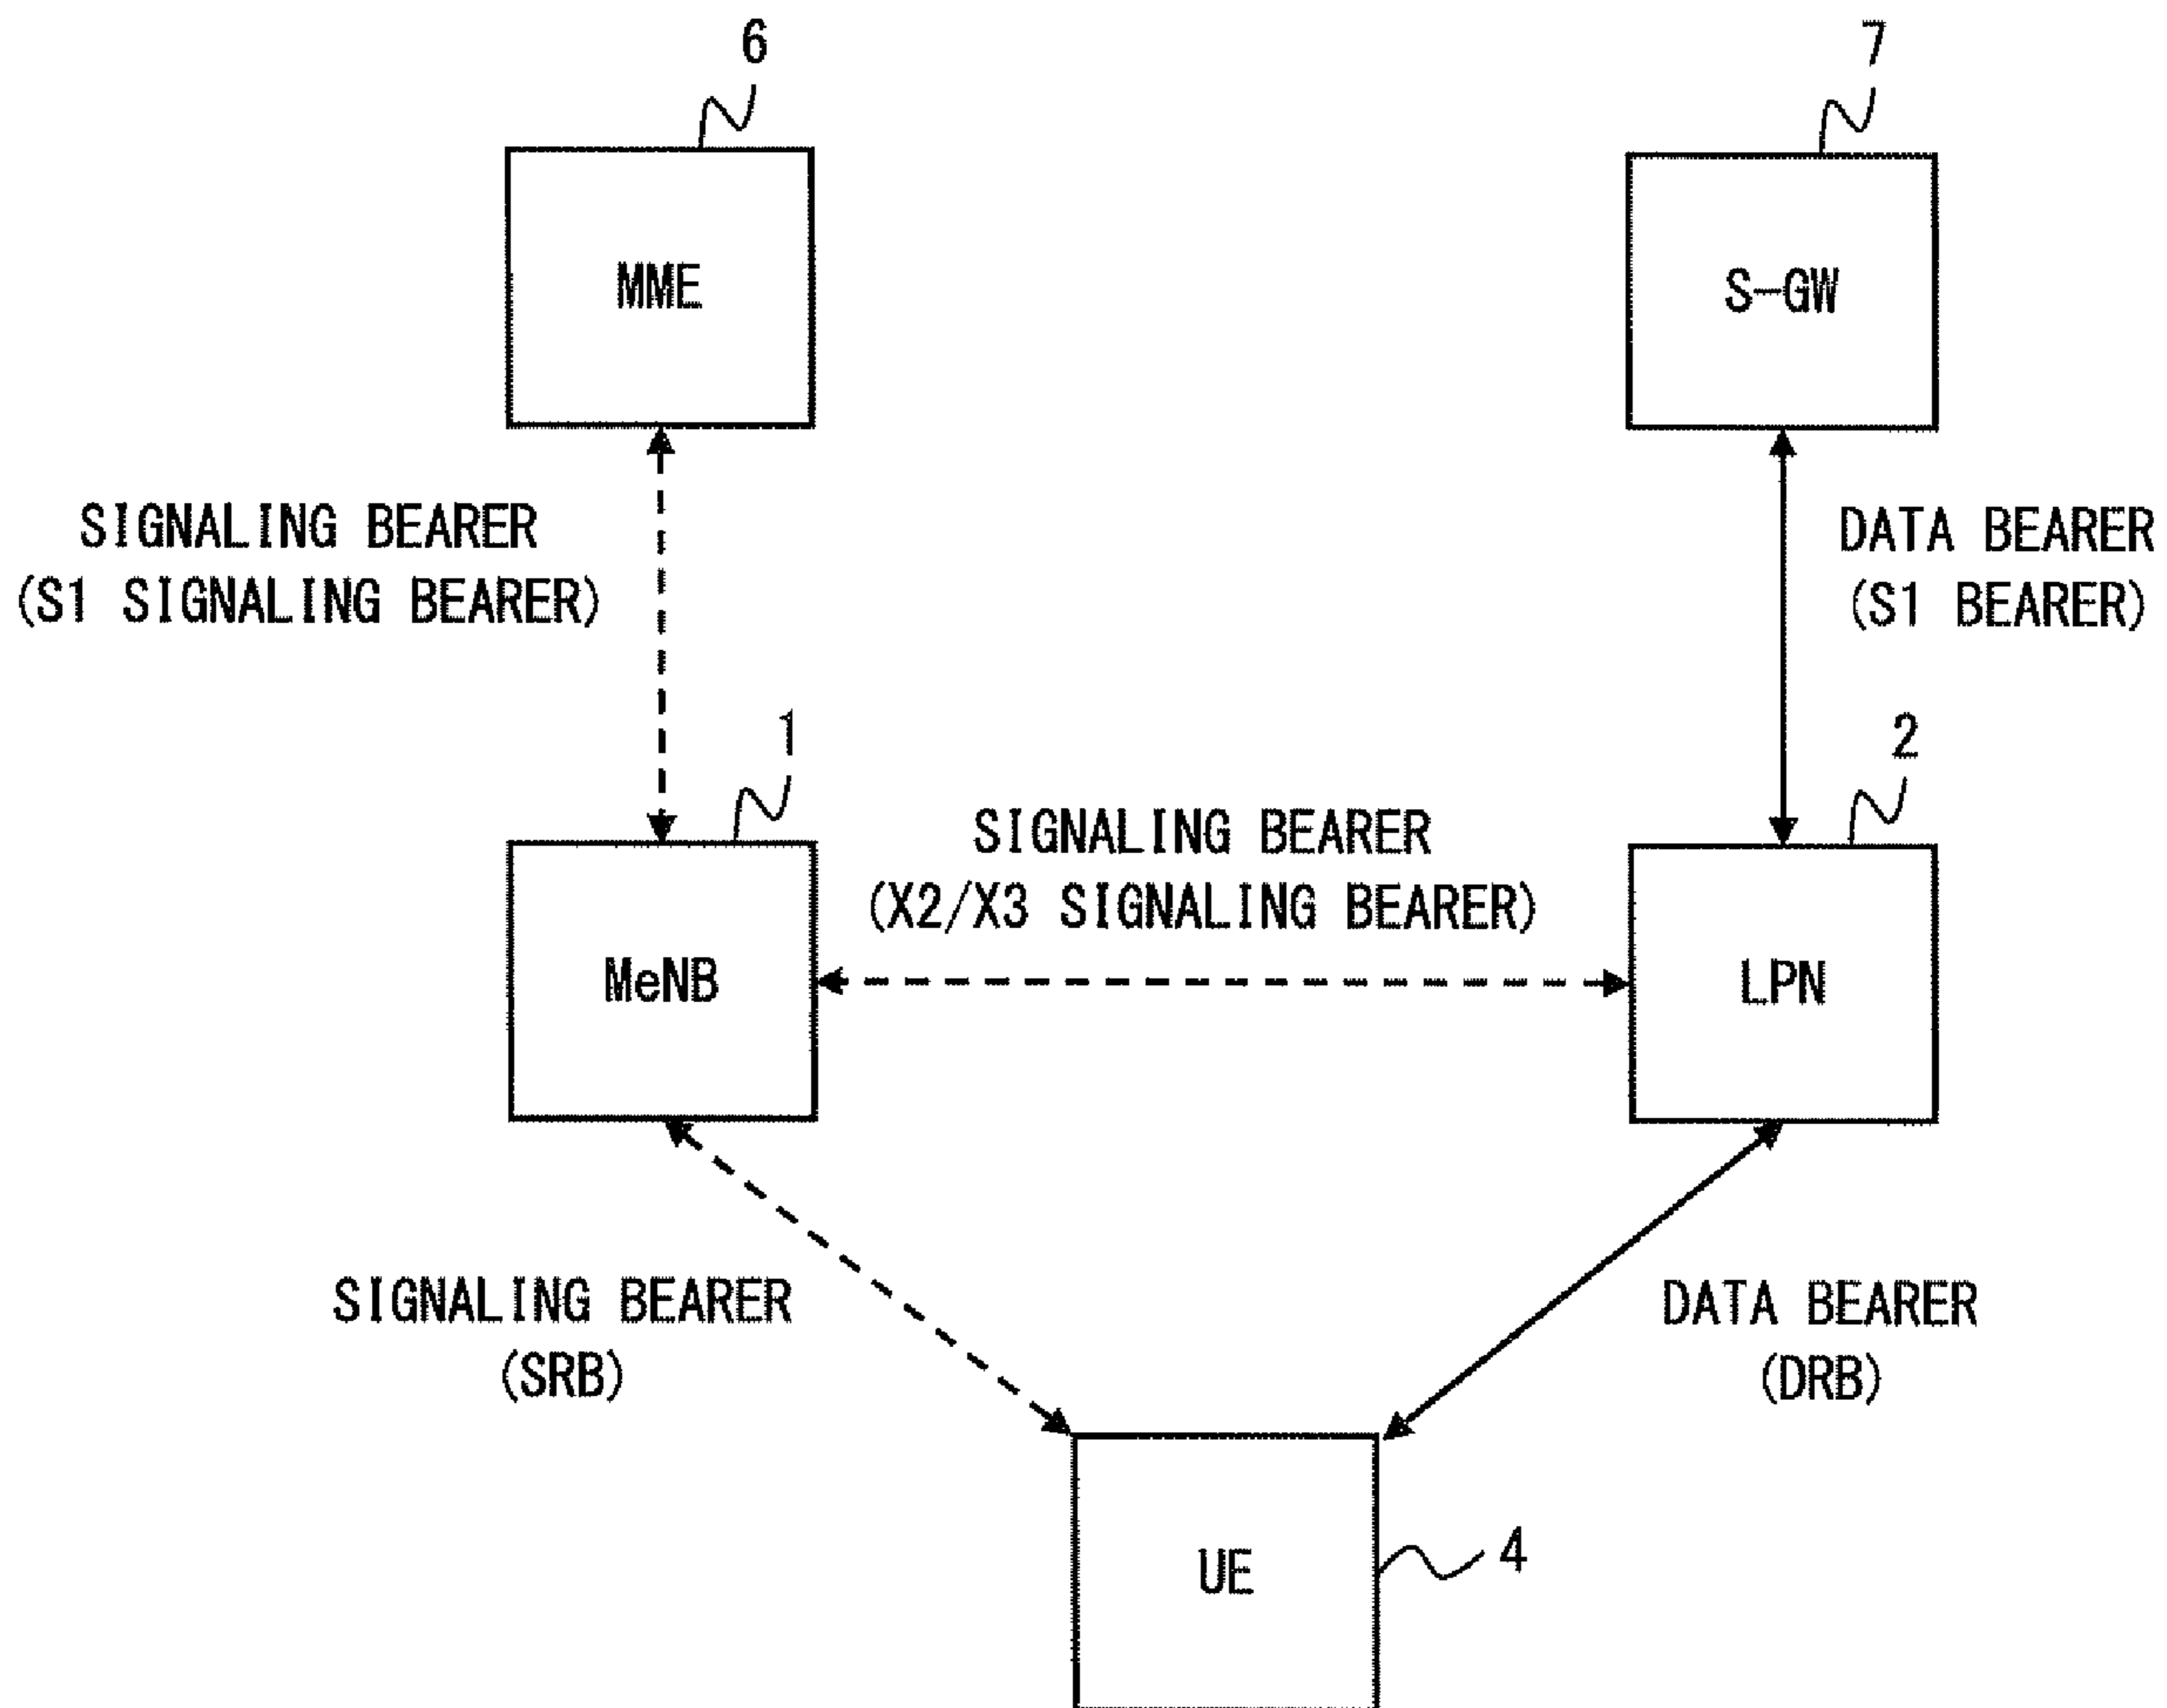 6
7
MME
S-GW
SIGNALING BEARER
(S1 SIGNALING BEARER)
DATA BEARER
(S1 BEARER)
1
2
SIGNALING BEARER
(X2/X3 SIGNALING BEARER)
MeNB
LPN
SIGNALING BEARER
(SRB)
DATA BEARER
(DRB)
UE
4